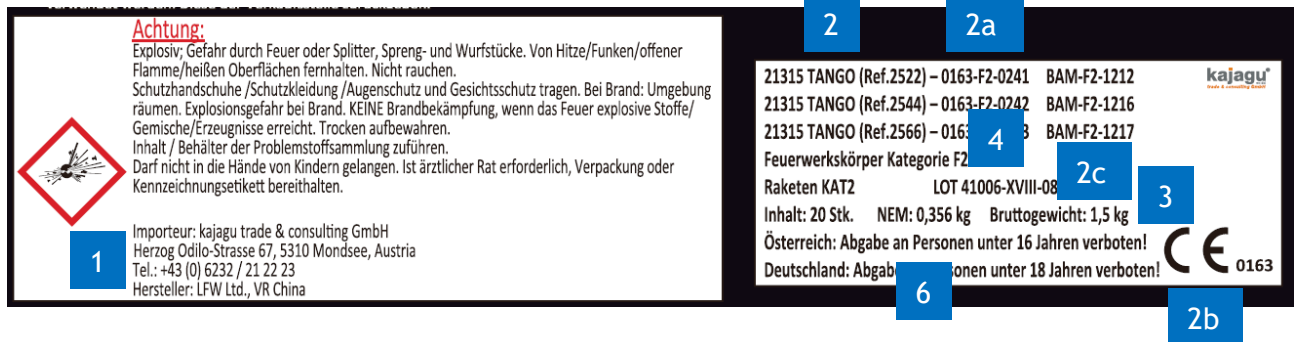 Achtung:
Explosiv; Gefahr durch Feuer oder Splitter, Spreng- und Wurfstücke. Von Hitze/Funken/offener
Flamme/heißen Oberflächen fernhalten. Nicht rauchen.
Schutzhandschuhe /Schutzkleidung /Augenschutz und Gesichtsschutz tragen. Bei Brand: Umgebung
räumen. Explosionsgefahr bei Brand. KEINE Brandbekämpfung, wenn das Feuer explosive Stoffe/
Gemische/Erzeugnisse erreicht. Trocken aufbewahren.
Inhalt / Behälter der Problemstoffsammlung zuführen.
Darf nicht in die Hände von Kindern gelangen. Ist ärztlicher Rat erforderlich, Verpackung oder
Kennzeichnungsetikett bereithalten.
Importeur: kajagu trade & consulting GmbH
Herzog Odilo-Strasse 67, 5310 Mondsee, Austria
Tel.: +43 (0) 6232 / 21 22 23
Hersteller: LFW Ltd., VR China
1
2
2a
21315 TANGO (Ref.2522) – 0163-F2-0241 BAM-F2-1212
kajagu
trade & consulting GmbH
21315 TANGO (Ref.2544) – 0163-F2-0242 BAM-F2-1216
21315 TANGO (Ref.2566) – BAM-F2-1217
4
Feuerwerkskörper Kategorie F2
2c
Raketen KAT2 LOT 41006-XVIII-08
3
Inhalt: 20 Stk. NEM: 0,356 kg Bruttogewicht: 1,5 kg
Österreich: Abgabe an Personen unter 16 Jahren verboten!
CE 0163
Deutschland: Abgabe unter 18 Jahren verboten!
6
2b